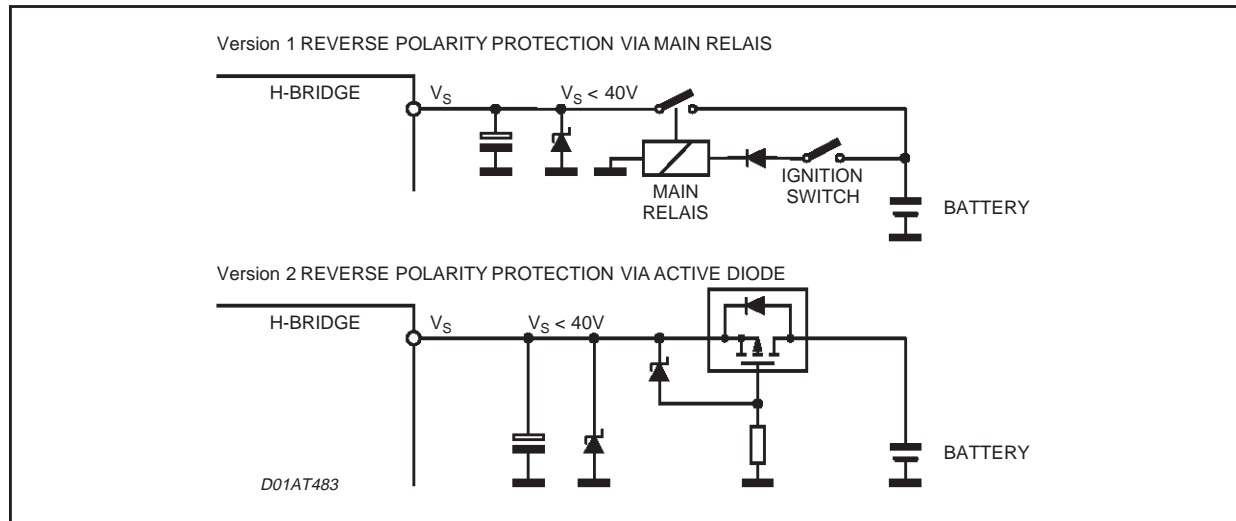 Version 1 REVERSE POLARITY PROTECTION VIA MAIN RELAIS
H-BRIDGE
VS
VS < 40V
MAIN
RELAIS
IGNITION
SWITCH
BATTERY
Version 2 REVERSE POLARITY PROTECTION VIA ACTIVE DIODE
H-BRIDGE
VS
VS < 40V
BATTERY
D01AT483